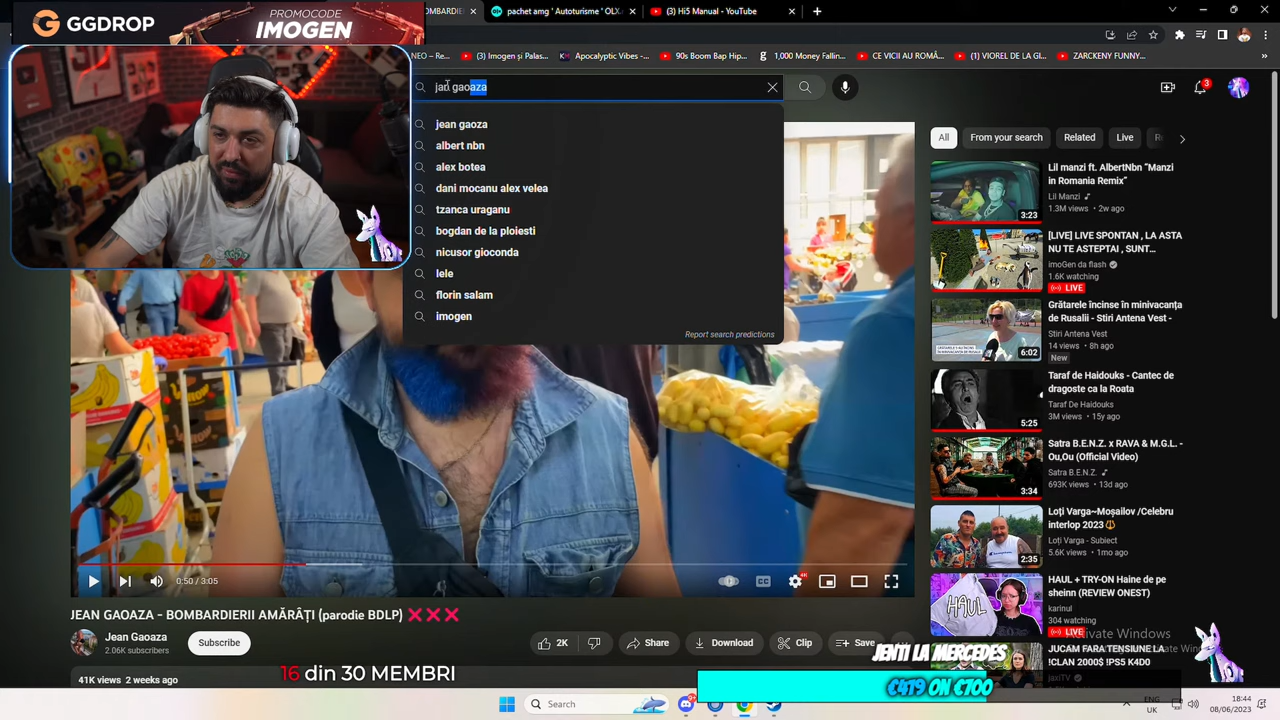 GGDROP
PROMOCODE
IMOGEN
pachet amg ' Autoturisme ' OLX
(3) Hi5 Manual - YouTube
NEO – Re
(3) Imogen și Palas
Apocalyptic Vibes -
90s Boom Bap Hip
1,000 Money Fallin
CE VICII AU ROMÂ
(1) VIOREL DE LA G
ZARCKENY FUNNY
jan gaoaza
jean gaoza
albert nbn
alex botea
dani mocanu alex velea
tzanca uraganu
bogdan de la ploiesti
nicusor gioconda
lele
florin salam
imogen
Report search predictions
3
All
From your search
Related
Live
Lil manzi ft. AlbertNbn “Manzi
in Romania Remix”
Lil Manzi
1.3M views • 2w ago
3:23
[LIVE] LIVE SPONTAN , LA ASTA
NU TE ASTEPTAI , SUNT...
imoGen da flash
1.6K watching
LIVE
Grătarele încinse în minivacanța
de Rusalii - Stiri Antena Vest -
Stiri Antena Vest
14 views • 8h ago
New
6:02
Taraf de Haidouks - Cantec de
dragoste ca la Roata
Taraf De Haidouks
3M views • 15y ago
5:25
Satra B.E.N.Z. x RAVA & M.G.L. -
Ou,Ou (Official Video)
Satra B.E.N.Z.
693K views • 13d ago
3:34
Loți Varga~Moșailov /Celebru
interlop 2023
Loți Varga - Subiect
5.6K views • 1mo ago
2:35
HAUL + TRY-ON Haine de pe
sheinn (REVIEW ONEST)
karinul
304 watching
LIVE
HAUL
JUCAM FARA TENSIUNE LA
!CLAN 2000$ !PS5 K4D0
jaxiTV
0:50 / 3:05
JEAN GAOAZA - BOMBARDIERII AMĂRÂȚI (parodie BDLP) ❌❌❌
Jean Gaoaza
2.06K subscribers
Subscribe
2K
Share
Download
Clip
Save
41K views 2 weeks ago
16 din 30 MEMBRI
JENTI LA MERCEDES
€419 ON €700
Search
ENG
UK
18:44
08/06/2023